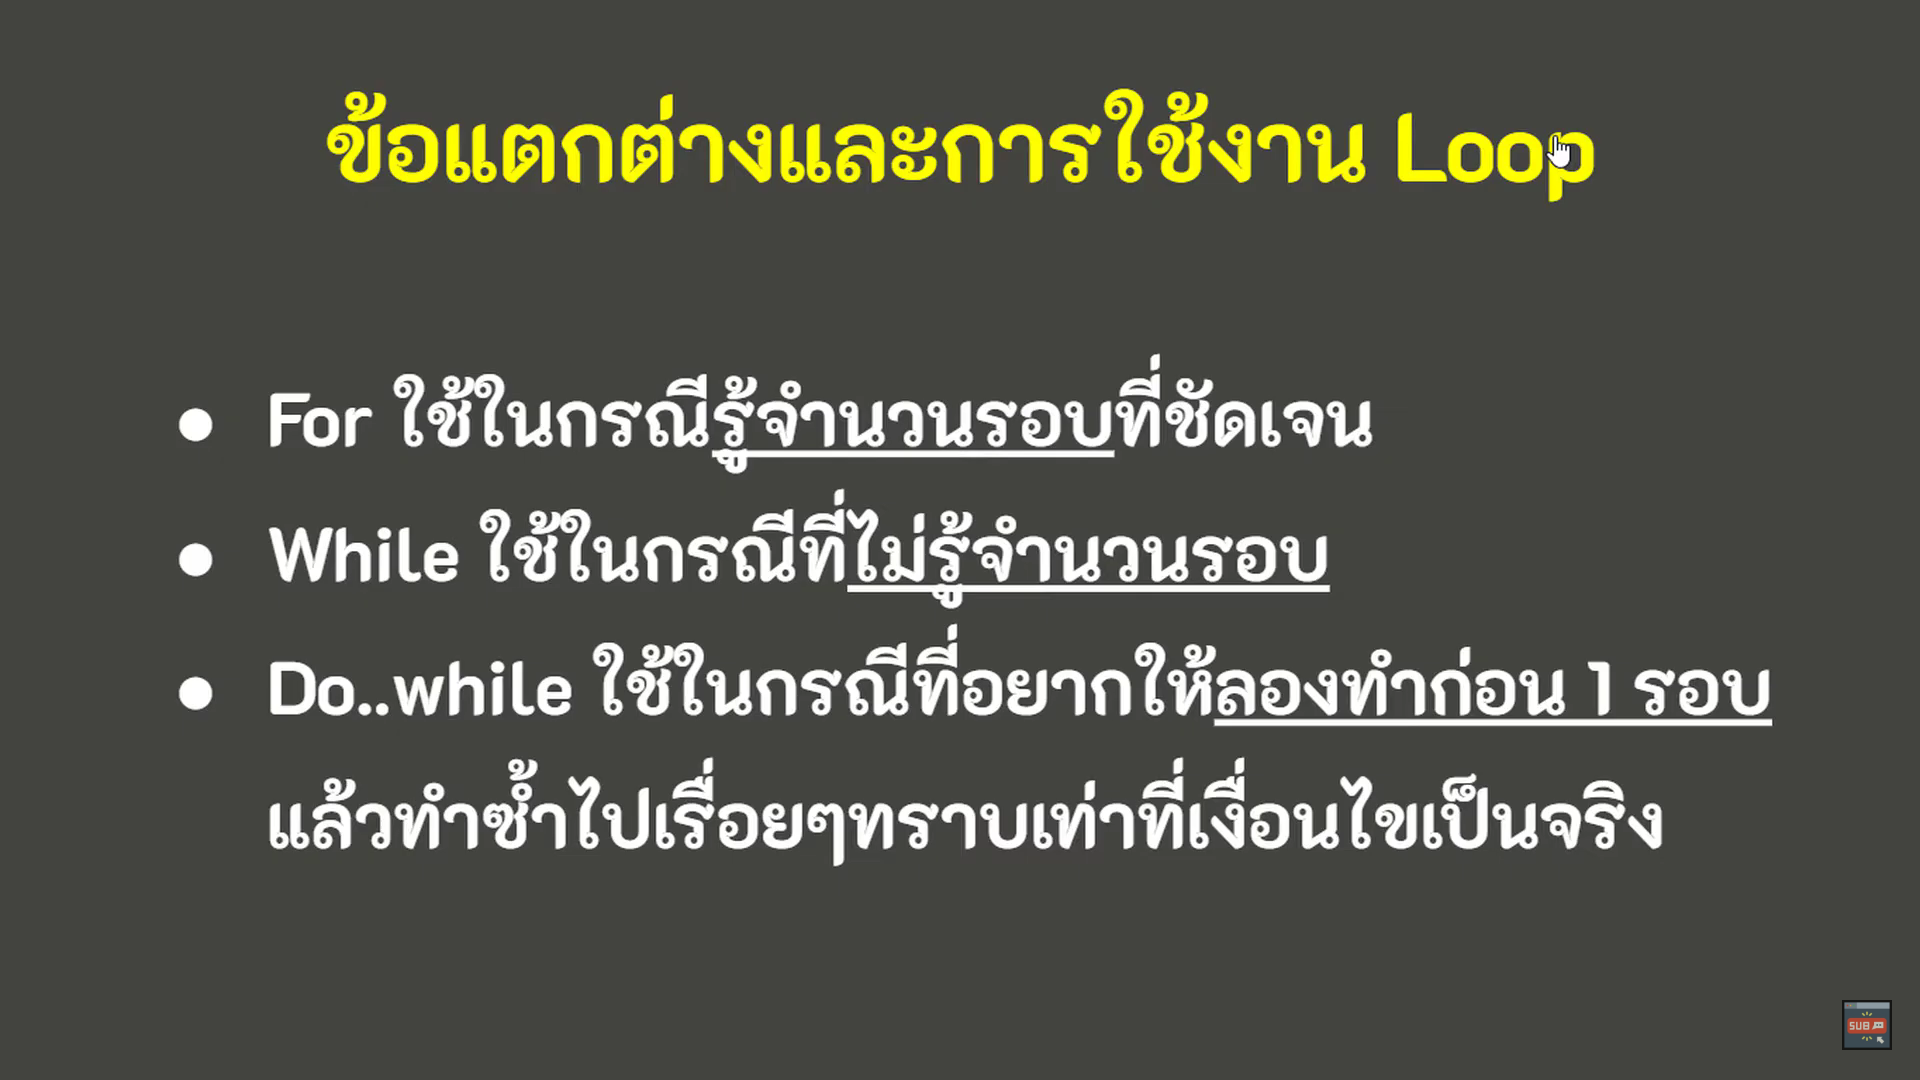 ข้อแตกต่างและการใช้งาน Loop
● For ใช้ในกรณีรู้จำนวนรอบที่ชัดเจน
● While ใช้ในกรณีที่ไม่รู้จำนวนรอบ
● Do..while ใช้ในกรณีที่อยากให้ลองทำก่อน 1 รอบ
แล้วทำซ้ำไปเรื่อยๆทราบเท่าที่เงื่อนไขเป็นจริง
SUB